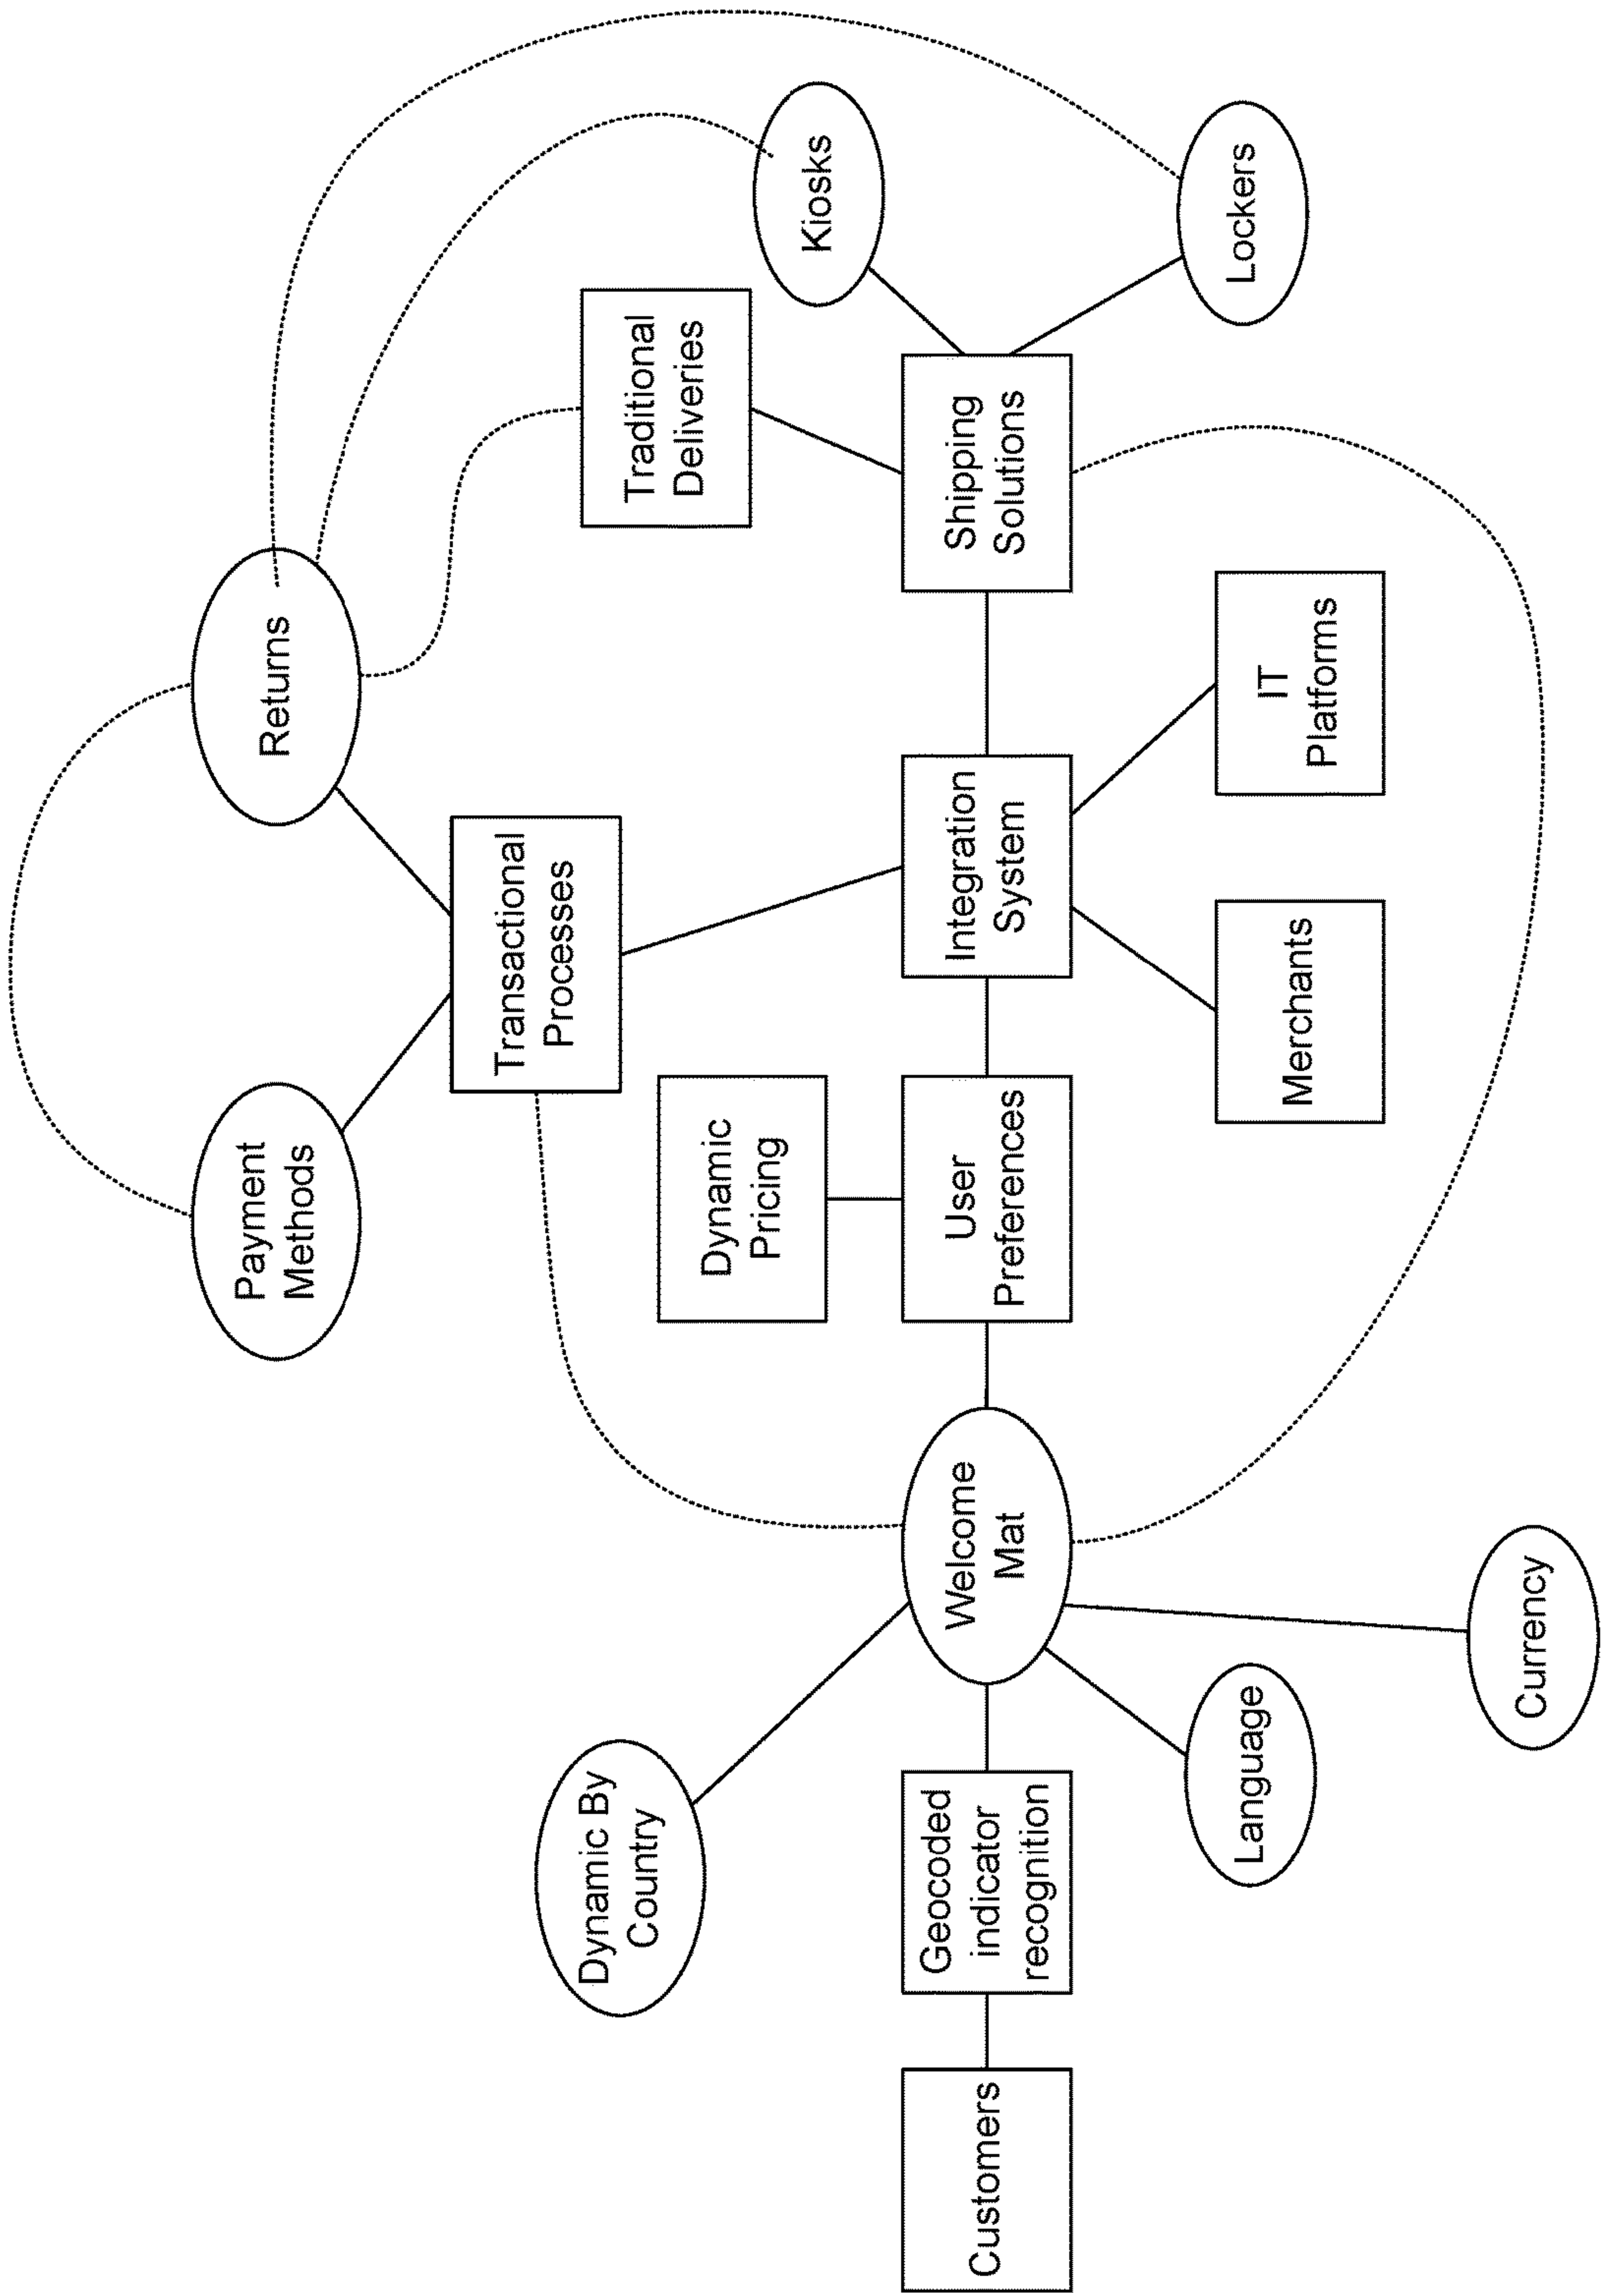 Payment
Methods
Returns
Transactional
Processes
Dynamic By
Country
Dynamic
Pricing
Traditional
Deliveries
Kiosks
Customers
Geocoded
indicator
recognition
Welcome
Mat
User
Preferences
Integration
System
Shipping
Solutions
Language
Merchants
IT
Platforms
Lockers
Currency